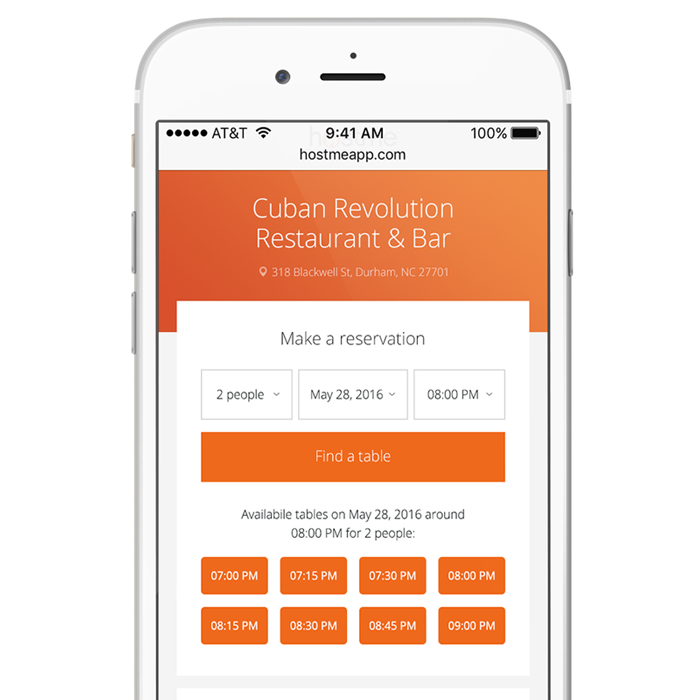 AT&T 9:41 AM 100%
hostme
hostmeapp.com
Cuban Revolution
Restaurant & Bar
318 Blackwell St, Durham, NC 27701
Make a reservation
2 people May 28, 2016 08:00 PM
Find a table
Availabile tables on May 28, 2016 around
08:00 PM for 2 people:
07:00 PM 07:15 PM 07:30 PM 08:00 PM
08:15 PM 08:30 PM 08:45 PM 09:00 PM